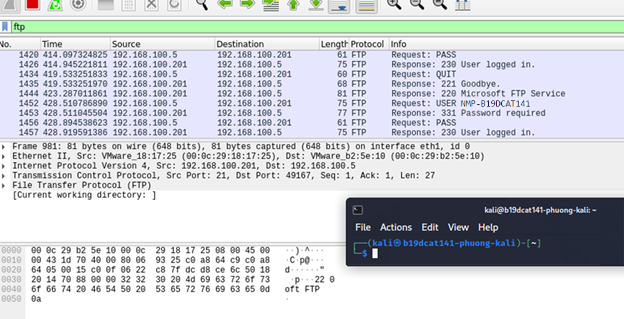 ftp
No. Time Source Destination Length Protocol Info
1420 414.097324825 192.168.100.5 192.168.100.201 61 FTP Request: PASS
1426 414.945221811 192.168.100.201 192.168.100.5 75 FTP Response: 230 User logged in.
1434 419.533251833 192.168.100.5 192.168.100.201 60 FTP Request: QUIT
1435 419.533251970 192.168.100.201 192.168.100.5 68 FTP Response: 221 Goodbye.
1444 423.287011861 192.168.100.201 192.168.100.5 81 FTP Response: 220 Microsoft FTP Service
1452 428.510786890 192.168.100.5 192.168.100.201 75 FTP Request: USER NMP-B19DCAT141
1453 428.511045504 192.168.100.201 192.168.100.5 77 FTP Response: 331 Password required
1456 428.894538623 192.168.100.5 192.168.100.201 61 FTP Request: PASS
1457 428.919591386 192.168.100.201 192.168.100.5 75 FTP Response: 230 User logged in.
Frame 981: 81 bytes on wire (648 bits), 81 bytes captured (648 bits) on interface eth1, id 0
Ethernet II, Src: VMware_18:17:25 (00:0c:29:18:17:25), Dst: VMware_b2:5e:10 (00:0c:29:b2:5e:10)
Internet Protocol Version 4, Src: 192.168.100.201, Dst: 192.168.100.5
Transmission Control Protocol, Src Port: 21, Dst Port: 49167, Seq: 1, Ack: 1, Len: 27
File Transfer Protocol (FTP)
[Current working directory: ]
kali@b19dcat141-phuong-kali: ~
File Actions Edit View Help
(kali㉿b19dcat141-phuong-kali)-[~]
$
0000 00 0c 29 b2 5e 10 00 0c 29 18 17 25 08 00 45 00
0010 00 43 1d 70 40 00 80 06 93 25 c0 a8 64 c9 c0 a8
0020 64 05 00 15 c0 0f 06 22 c8 7f dc d8 ce 6c 50 18
0030 20 14 70 88 00 00 32 32 30 20 4d 69 63 72 6f 73
0040 6f 66 74 20 46 54 50 20 53 65 72 76 69 63 65 0d
0050 0a